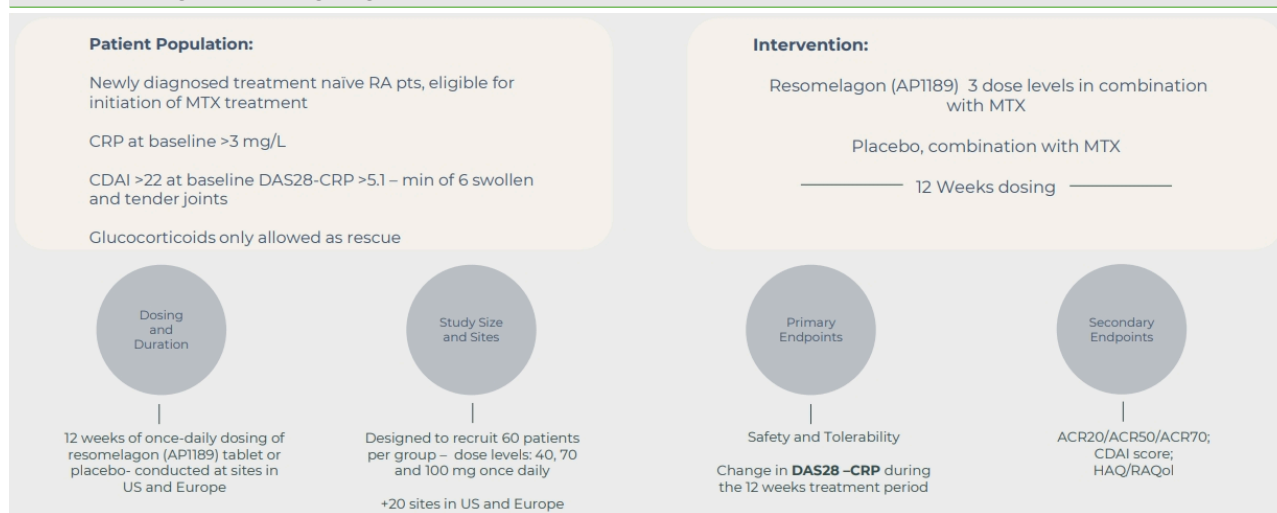 Patient Population:
Newly diagnosed treatment naïve RA pts, eligible for
initiation of MTX treatment
CRP at baseline >3 mg/L
CDAI >22 at baseline DAS28-CRP >5.1 – min of 6 swollen
and tender joints
Glucocorticoids only allowed as rescue
Intervention:
Resomelagon (AP1189) 3 dose levels in combination
with MTX
Placebo, combination with MTX
12 Weeks dosing
Dosing
and
Duration
12 weeks of once-daily dosing of
resomelagon (AP1189) tablet or
placebo- conducted at sites in
US and Europe
Study Size
and Sites
Designed to recruit 60 patients
per group – dose levels: 40, 70
and 100 mg once daily
+20 sites in US and Europe
Primary
Endpoints
Safety and Tolerability
Change in DAS28 –CRP during
the 12 weeks treatment period
Secondary
Endpoints
ACR20/ACR50/ACR70;
CDAI score;
HAQ/RAQol